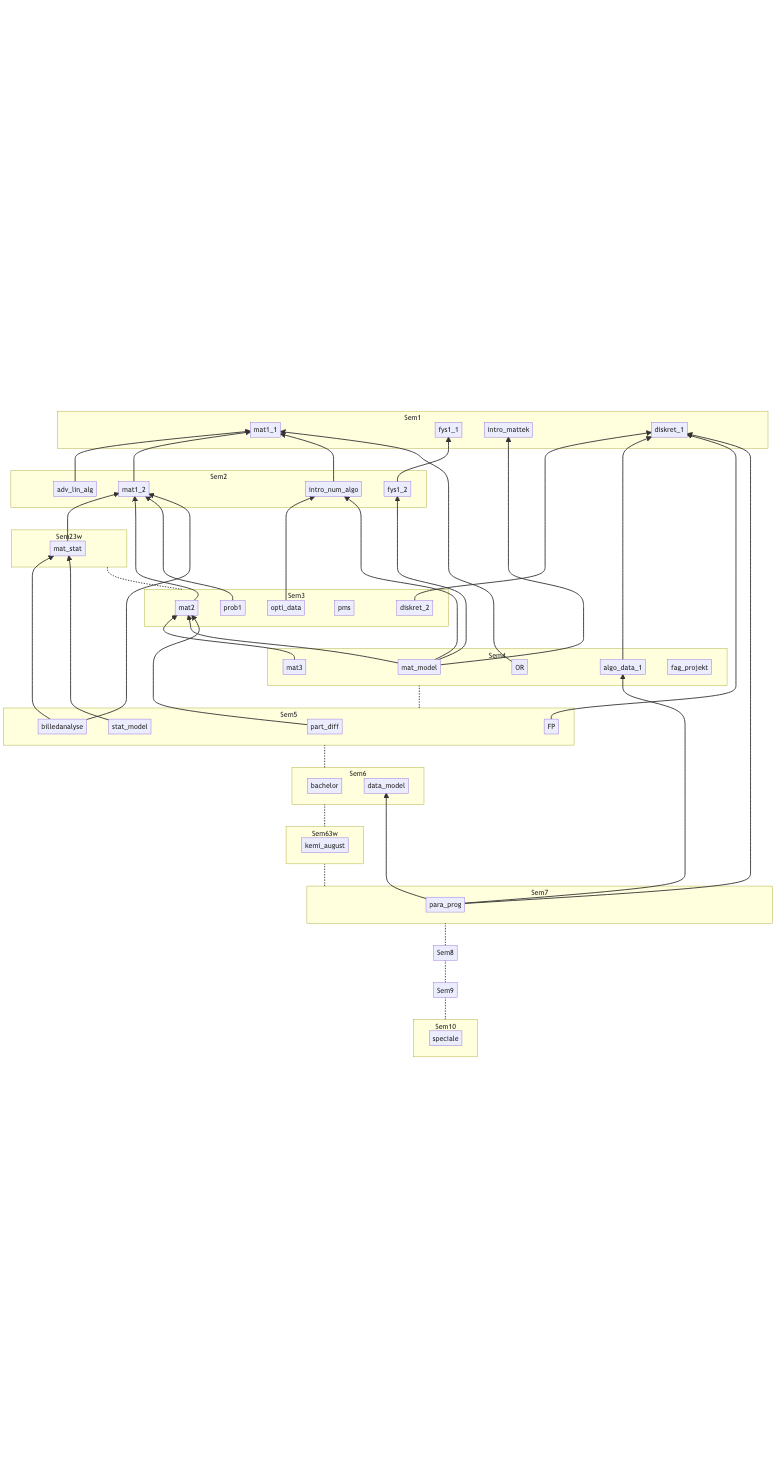 Sem1
mat1_1
fys1_1
intro_mattek
diskret_1
Sem2
adv_lin_alg
mat1_2
intro_num_algo
fys1_2
Sem23w
mat_stat
Sem3
mat2
prob1
opti_data
pms
diskret_2
Sem4
mat3
mat_model
OR
algo_data_1
fag_projekt
Sem5
billedanalyse
stat_model
part_diff
FP
Sem6
bachelor
data_model
Sem63w
kemi_august
Sem7
para_prog
Sem8
Sem9
Sem10
speciale